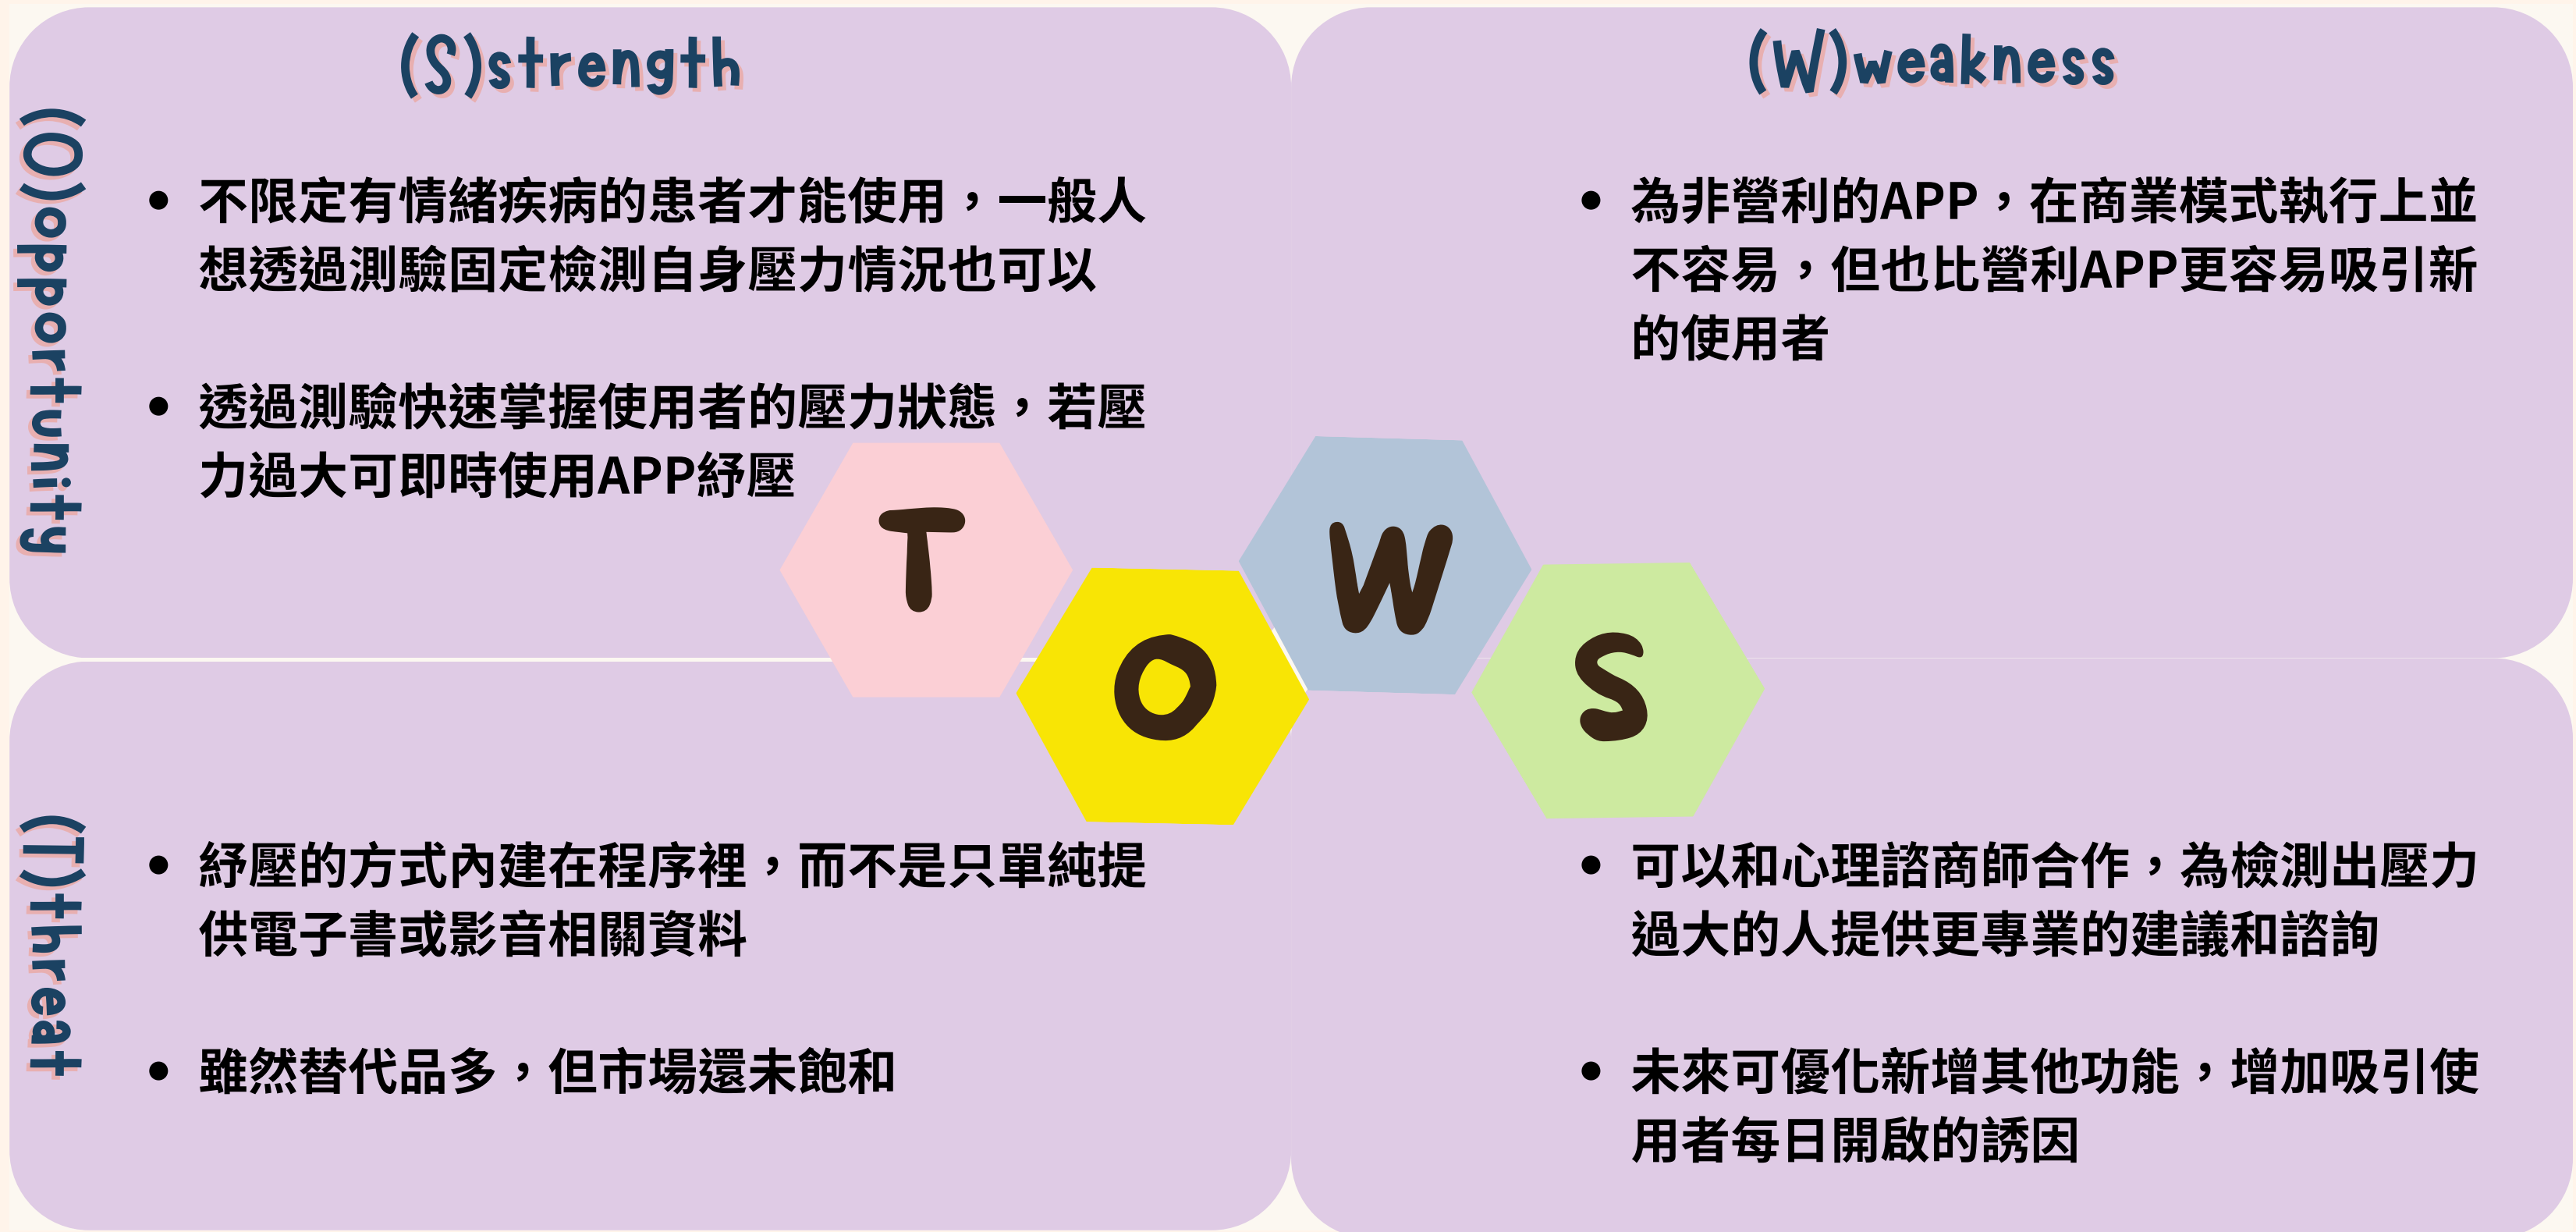 (S)strength
(W)weakness
(O)opportunity
不限定有情緒疾病的患者才能使用，一般人
想透過測驗固定檢測自身壓力情況也可以
透過測驗快速掌握使用者的壓力狀態，若壓
力過大可即時使用APP紓壓
為非營利的APP，在商業模式執行上並
不容易，但也比營利APP更容易吸引新
的使用者
T
O
W
S
(T)threat
紓壓的方式內建在程序裡，而不是只單純提
供電子書或影音相關資料
雖然替代品多，但市場還未飽和
可以和心理諮商師合作，為檢測出壓力
過大的人提供更專業的建議和諮詢
未來可優化新增其他功能，增加吸引使
用者每日開啟的誘因